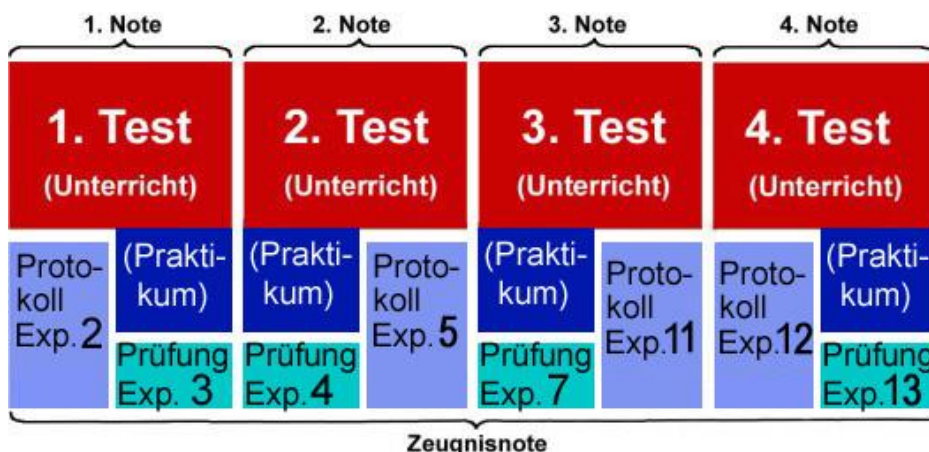 1. Note 2. Note 3. Note 4. Note
1. Test 2. Test 3. Test 4. Test
(Unterricht) (Unterricht) (Unterricht) (Unterricht)
Proto-
koll
Exp. 2
(Prakti-
kum)
Prüfung
Exp. 3
(Prakti-
kum)
Prüfung
Exp. 4
Proto-
koll
Exp. 5
(Prakti-
kum)
Prüfung
Exp. 7
Proto-
koll
Exp. 11
Proto-
koll
Exp. 12
(Prakti-
kum)
Prüfung
Exp. 13
Zeugnisnote